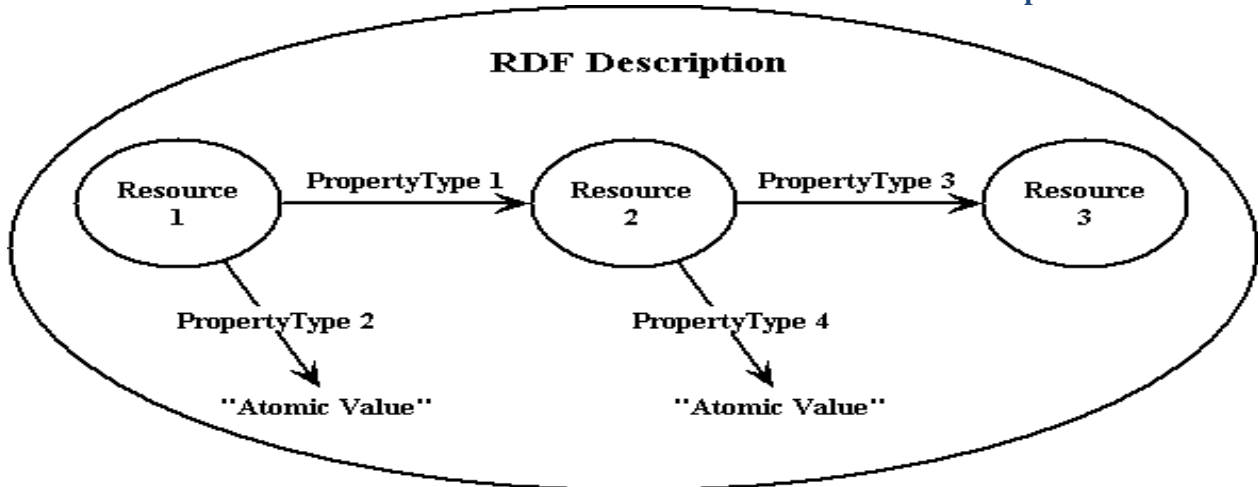 RDF Description
PropertyType 1
PropertyType 3
Resource
1
Resource
2
Resource
3
PropertyType 2
PropertyType 4
"Atomic Value"
"Atomic Value"